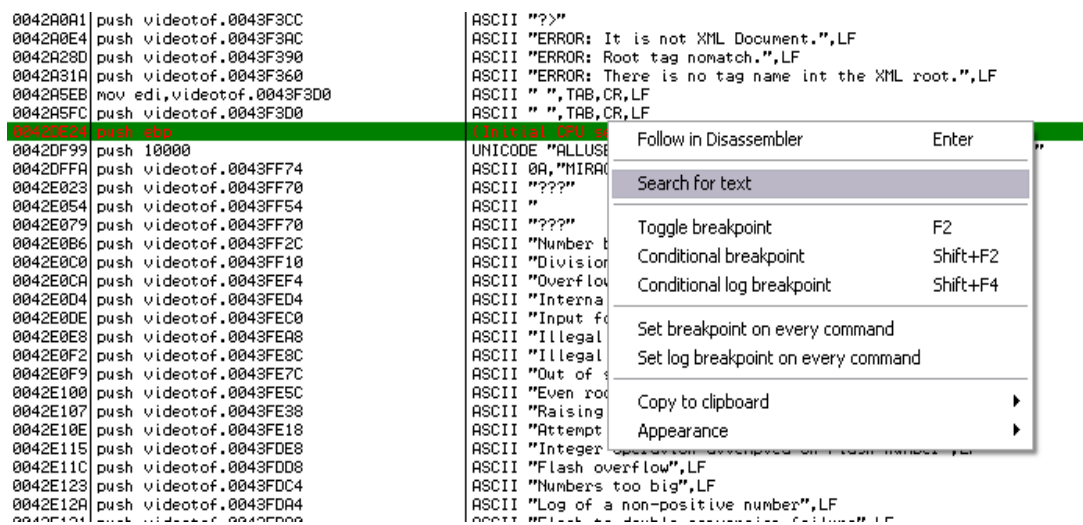 0042A0A1 push videotof.0043F3CC ASCII "?>"
0042A0E4 push videotof.0043F3AC ASCII "ERROR: It is not XML Document.",LF
0042A28D push videotof.0043F390 ASCII "ERROR: Root tag nomatch.",LF
0042A31A push videotof.0043F360 ASCII "ERROR: There is no tag name int the XML root.",LF
0042A5EB mov edi,videotof.0043F3D0 ASCII " ",TAB,CR,LF
0042A5FC push videotof.0043F3D0 ASCII " ",TAB,CR,LF
0042DE24 push ebp (Initial CPU se
0042DF99 push 10000 UNICODE "ALLUSE "
0042DFFA push videotof.0043FF74 ASCII 0A,"MIRAC
0042E023 push videotof.0043FF70 ASCII "???"
0042E054 push videotof.0043FF54 ASCII "
0042E079 push videotof.0043FF70 ASCII "???"
0042E0B6 push videotof.0043FF2C ASCII "Number b
0042E0C0 push videotof.0043FF10 ASCII "Division
0042E0CA push videotof.0043FEF4 ASCII "Overflow
0042E0D4 push videotof.0043FED4 ASCII "Interna
0042E0DE push videotof.0043FEC0 ASCII "Input fo
0042E0E8 push videotof.0043FEA8 ASCII "Illegal
0042E0F2 push videotof.0043FE8C ASCII "Illegal
0042E0F9 push videotof.0043FE7C ASCII "Out of s
0042E100 push videotof.0043FE5C ASCII "Even roo
0042E107 push videotof.0043FE38 ASCII "Raising
0042E10E push videotof.0043FE18 ASCII "Attempt
0042E115 push videotof.0043FDE8 ASCII "Integer operation attempted on Flash number",LF
0042E11C push videotof.0043FDD8 ASCII "Flash overflow",LF
0042E123 push videotof.0043FDC4 ASCII "Numbers too big",LF
0042E12A push videotof.0043FDA4 ASCII "Log of a non-positive number",LF
Follow in Disassembler Enter
Search for text
Toggle breakpoint F2
Conditional breakpoint Shift+F2
Conditional log breakpoint Shift+F4
Set breakpoint on every command
Set log breakpoint on every command
Copy to clipboard
Appearance